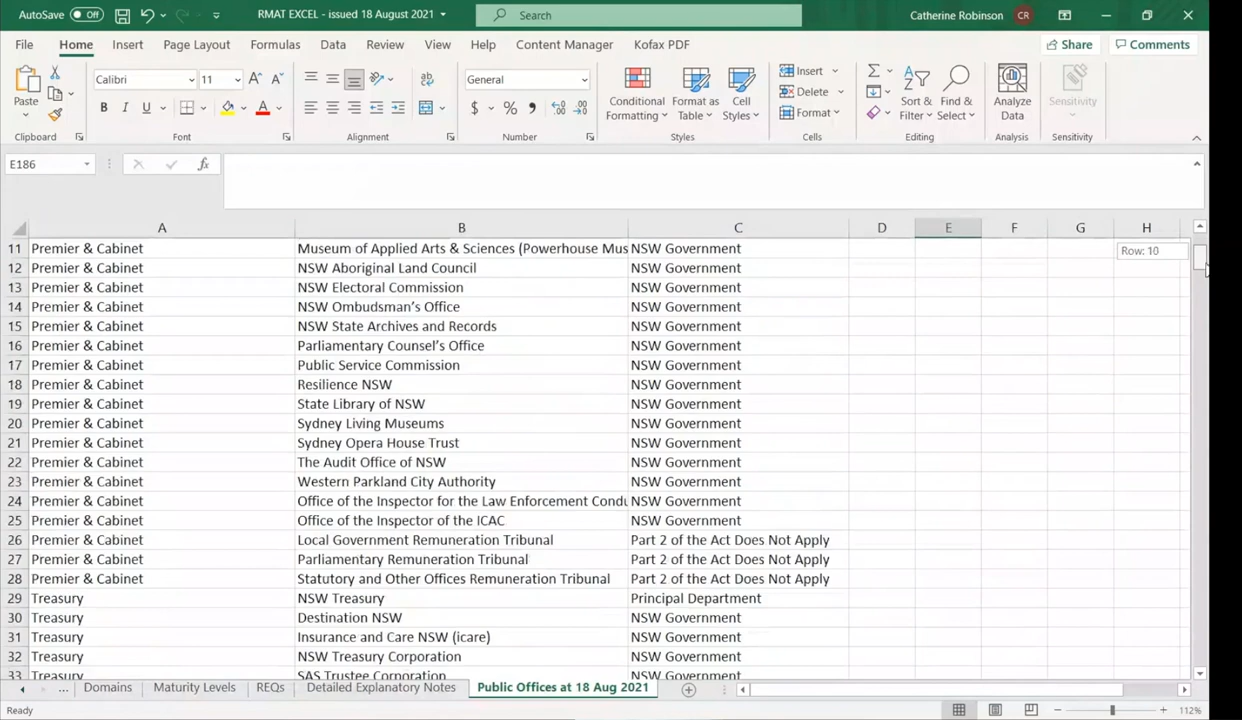 AutoSave Off RMAT EXCEL - issued 18 August 2021 Search Catherine Robinson CR
File Home Insert Page Layout Formulas Data Review View Help Content Manager Kofax PDF Share Comments
Calibri 11 General Insert
Paste B I U $ % Conditional Formatting Format as Table Cell Styles Delete Format Sort & Filter Find & Select Analyze Data Sensitivity
Clipboard Font Alignment Number Styles Cells Editing Analysis Sensitivity
E186 fx
A B C D E F G H
11 Premier & Cabinet Museum of Applied Arts & Sciences (Powerhouse Mus NSW Government Row: 10
12 Premier & Cabinet NSW Aboriginal Land Council NSW Government
13 Premier & Cabinet NSW Electoral Commission NSW Government
14 Premier & Cabinet NSW Ombudsman’s Office NSW Government
15 Premier & Cabinet NSW State Archives and Records NSW Government
16 Premier & Cabinet Parliamentary Counsel’s Office NSW Government
17 Premier & Cabinet Public Service Commission NSW Government
18 Premier & Cabinet Resilience NSW NSW Government
19 Premier & Cabinet State Library of NSW NSW Government
20 Premier & Cabinet Sydney Living Museums NSW Government
21 Premier & Cabinet Sydney Opera House Trust NSW Government
22 Premier & Cabinet The Audit Office of NSW NSW Government
23 Premier & Cabinet Western Parkland City Authority NSW Government
24 Premier & Cabinet Office of the Inspector for the Law Enforcement Condu NSW Government
25 Premier & Cabinet Office of the Inspector of the ICAC NSW Government
26 Premier & Cabinet Local Government Remuneration Tribunal Part 2 of the Act Does Not Apply
27 Premier & Cabinet Parliamentary Remuneration Tribunal Part 2 of the Act Does Not Apply
28 Premier & Cabinet Statutory and Other Offices Remuneration Tribunal Part 2 of the Act Does Not Apply
29 Treasury NSW Treasury Principal Department
30 Treasury Destination NSW NSW Government
31 Treasury Insurance and Care NSW (icare) NSW Government
32 Treasury NSW Treasury Corporation NSW Government
33 Treasury SAS Trustee Corporation NSW Government
... Domains Maturity Levels REQs Detailed Explanatory Notes Public Offices at 18 Aug 2021
Ready 112%